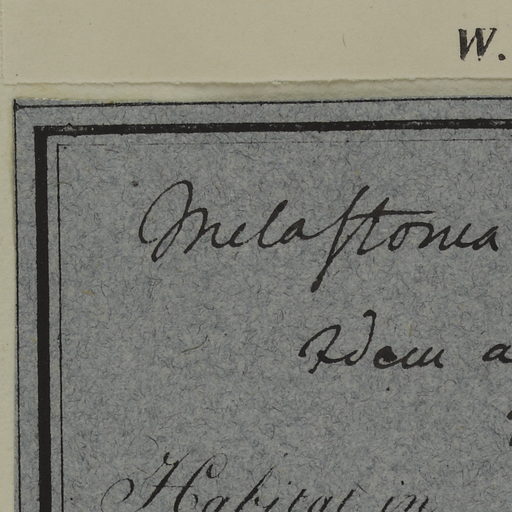 W.
Melastoma
Idem a
Habitat in